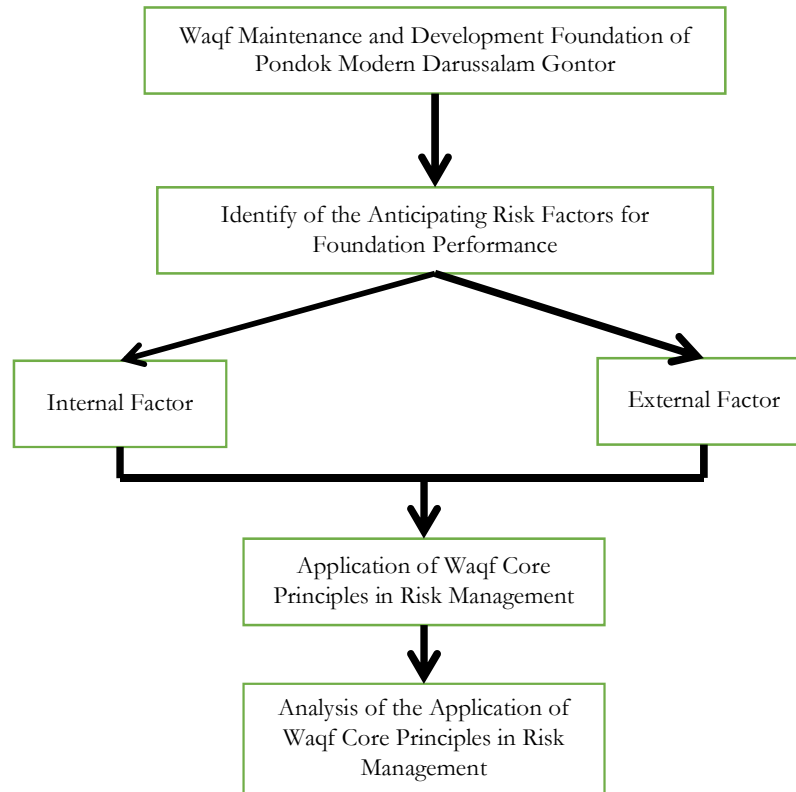 Waqf Maintenance and Development Foundation of
Pondok Modern Darussalam Gontor
Identify of the Anticipating Risk Factors for
Foundation Performance
Internal Factor
External Factor
Application of Waqf Core
Principles in Risk Management
Analysis of the Application of
Waqf Core Principles in Risk
Management